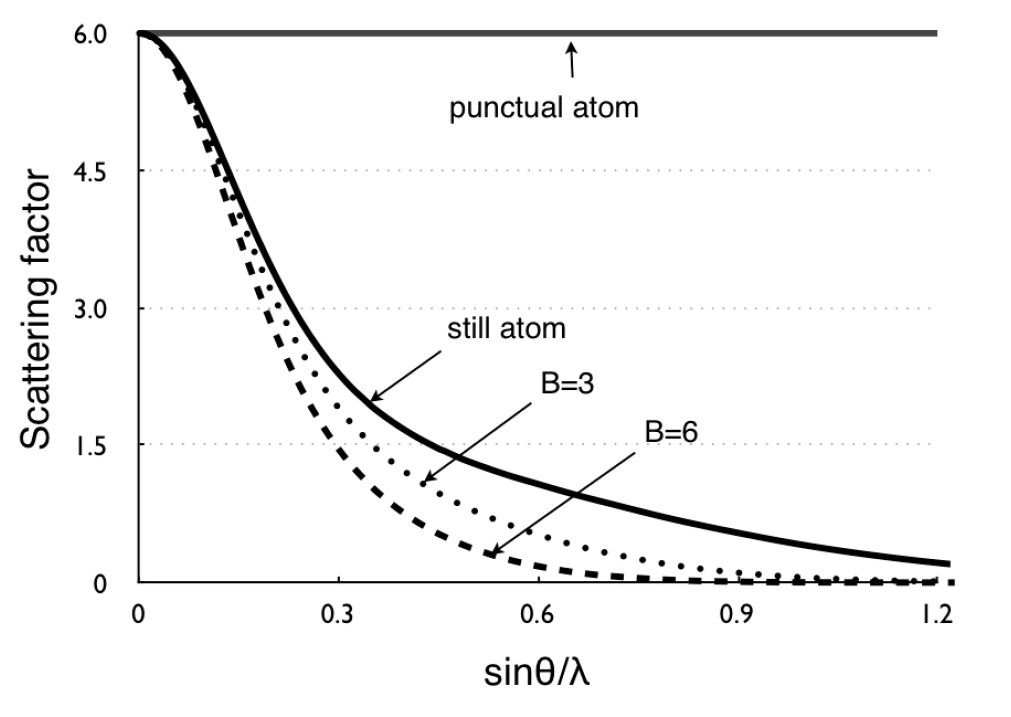 6.0
punctual atom
4.5
Scattering factor
3.0
still atom
B=3
B=6
1.5
0
0 0.3 0.6 0.9 1.2
sinθ/λ